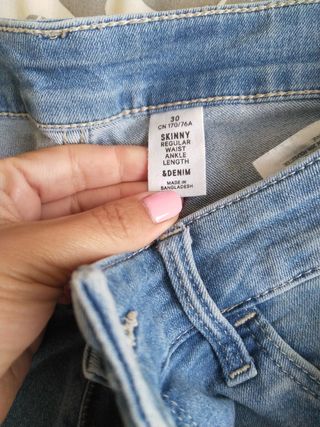 30
CN 170/76A
SKINNY
REGULAR
WAIST
ANKLE
LENGTH
&DENIM
MADE IN
BANGLADESH